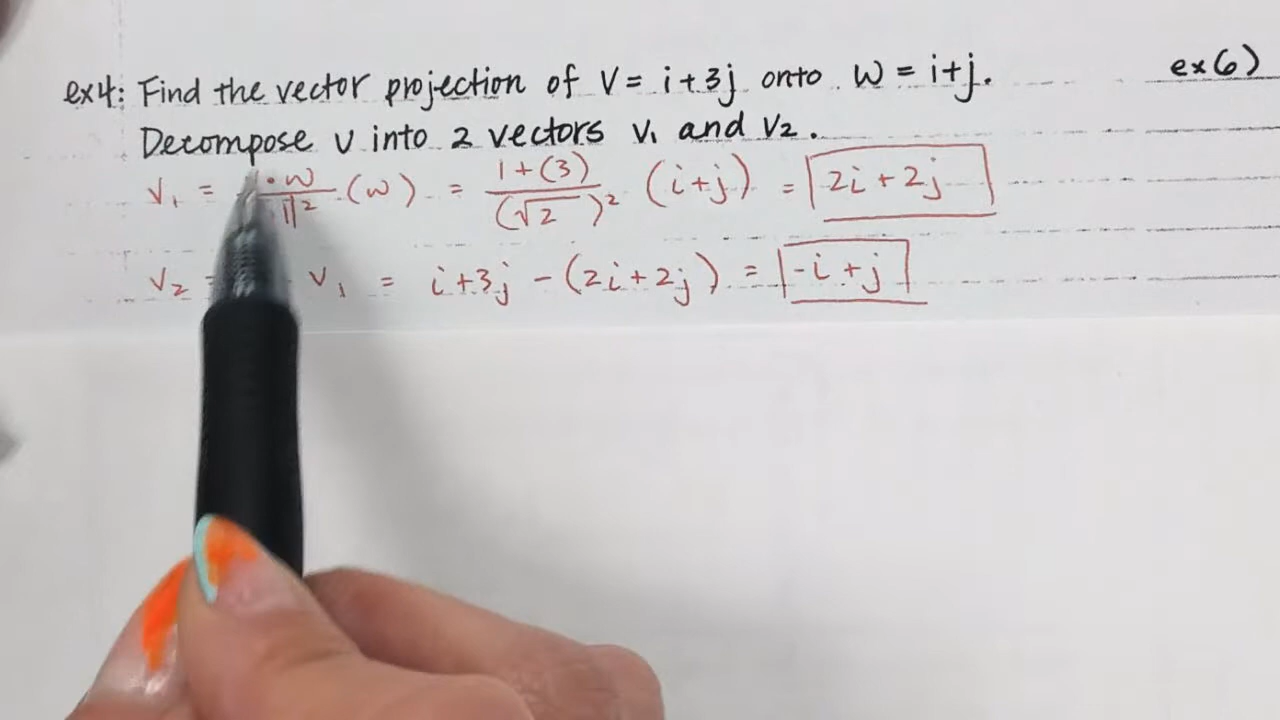 ex4: Find the vector projection of V = i + 3j onto W = i+j. ex(6)
Decompose v into 2 vectors v₁ and v₂.
v₁ = · w / ||² (w) = 1 + (3) / (√2)² (i+j) = 2i + 2j
v₂ = v₁ = i+3j - (2i+2j) = -i + j